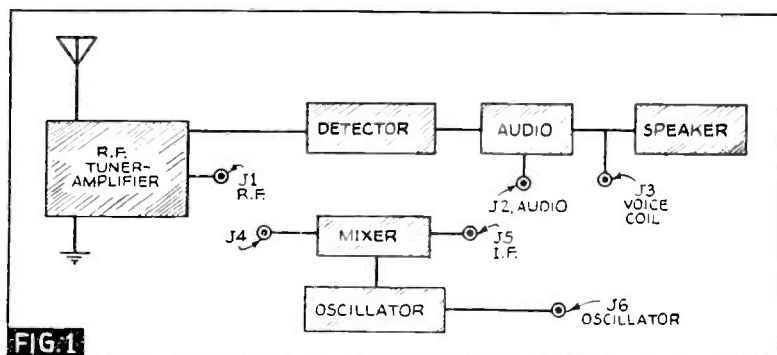 R.F.
TUNER-
AMPLIFIER
J1
R.F.
DETECTOR
AUDIO
SPEAKER
J2, AUDIO
J3
VOICE
COIL
J4
MIXER
J5
I.F.
OSCILLATOR
J6
OSCILLATOR
FIG.1